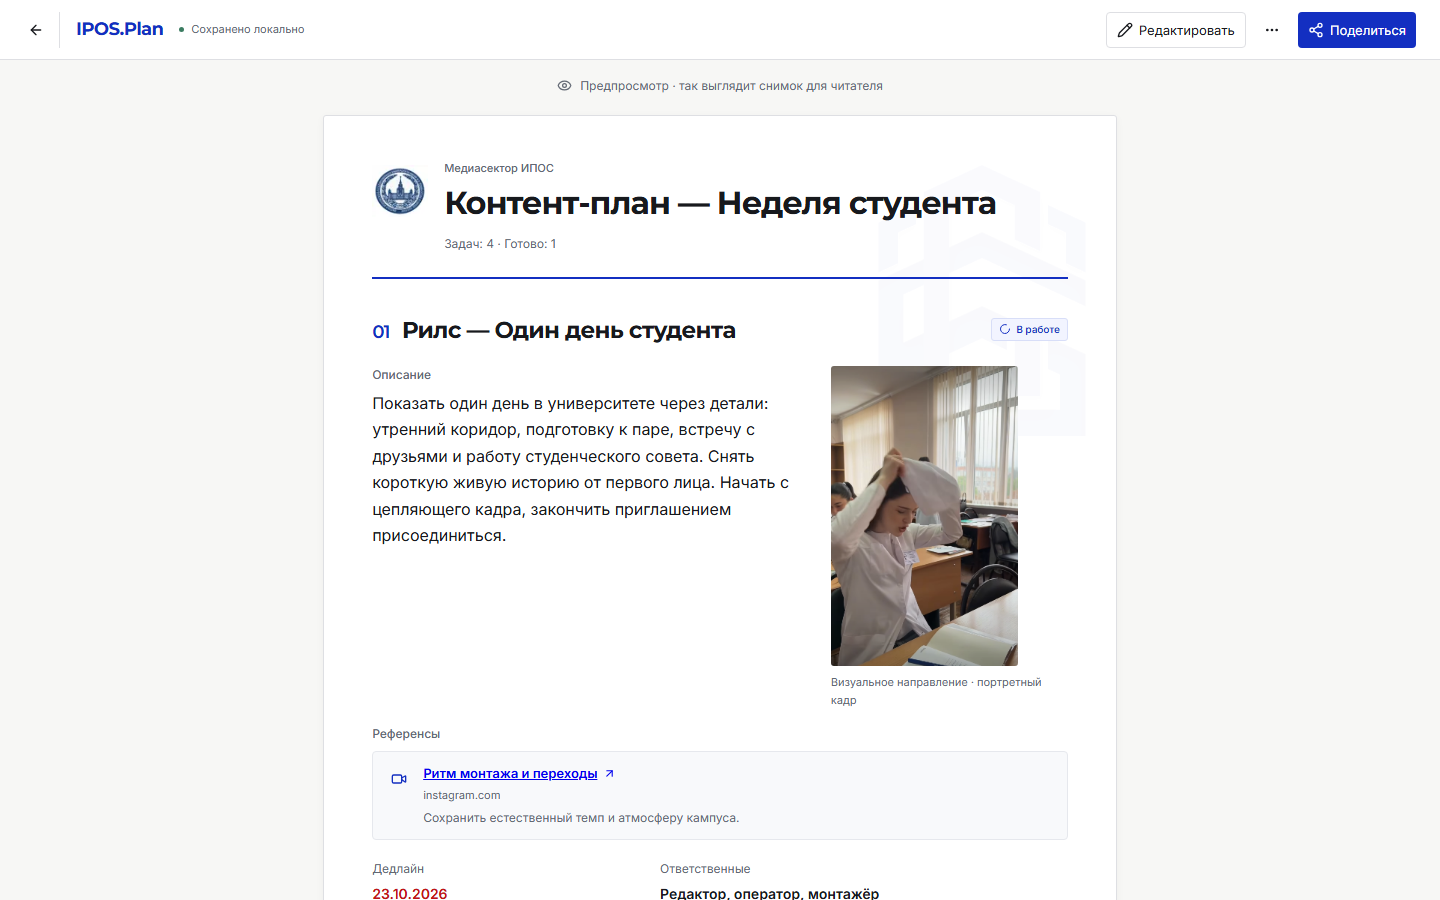 IPOS.Plan
Сохранено локально
Редактировать
Поделиться
Предпросмотр · так выглядит снимок для читателя
Медиасектор ИПОС
Контент-план — Неделя студента
Задач: 4 · Готово: 1
01 Рилс — Один день студента
В работе
Описание
Показать один день в университете через детали:
утренний коридор, подготовку к паре, встречу с
друзьями и работу студенческого совета. Снять
короткую живую историю от первого лица. Начать с
цепляющего кадра, закончить приглашением
присоединиться.
Визуальное направление · портретный
кадр
Референсы
Ритм монтажа и переходы
instagram.com
Сохранить естественный темп и атмосферу кампуса.
Дедлайн
23.10.2026
Ответственные
Редактор, оператор, монтажёр